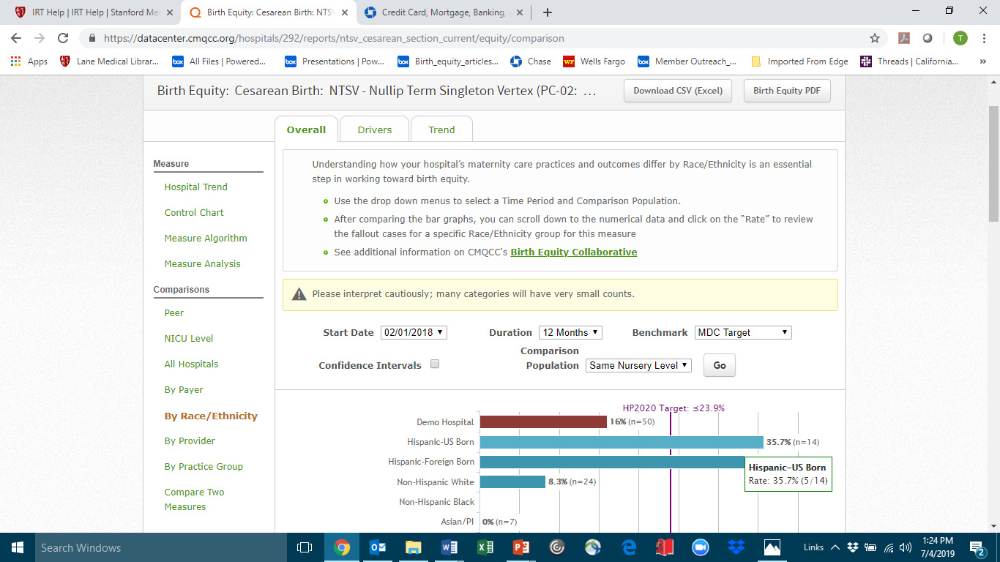 IRT Help | IRT Help | Stanford Me
Birth Equity: Cesarean Birth: NTSV
Credit Card, Mortgage, Banking,
https://datacenter.cmqcc.org/hospitals/292/reports/ntsv_cesarean_section_current/equity/comparison
T
Apps
Lane Medical Librar...
box
All Files | Powered...
box
Presentations | Pow...
box
Birth_equity_articles...
Chase
WF
Wells Fargo
box
Member Outreach_...
Imported From Edge
Threads | California...
»
Birth Equity: Cesarean Birth: NTSV - Nullip Term Singleton Vertex (PC-02: ...
Download CSV (Excel)
Birth Equity PDF
Overall
Drivers
Trend
Measure
Hospital Trend
Control Chart
Measure Algorithm
Measure Analysis
Comparisons
Peer
NICU Level
All Hospitals
By Payer
By Race/Ethnicity
By Provider
By Practice Group
Compare Two
Measures
Understanding how your hospital's maternity care practices and outcomes differ by Race/Ethnicity is an essential
step in working toward birth equity.
Use the drop down menus to select a Time Period and Comparison Population.
After comparing the bar graphs, you can scroll down to the numerical data and click on the “Rate” to review
the fallout cases for a specific Race/Ethnicity group for this measure
See additional information on CMQCC's Birth Equity Collaborative
Please interpret cautiously; many categories will have very small counts.
Start Date 02/01/2018
Duration 12 Months
Benchmark MDC Target
Confidence Intervals
Comparison
Population Same Nursery Level
Go
HP2020 Target: ≤23.9%
Demo Hospital 16% (n=50)
Hispanic-US Born 35.7% (n=14)
Hispanic-Foreign Born
Hispanic–US Born
Rate: 35.7% (5/14)
Non-Hispanic White 8.3% (n=24)
Non-Hispanic Black
Asian/PI 0% (n=7)
Search Windows
Links
1:24 PM
7/4/2019
2